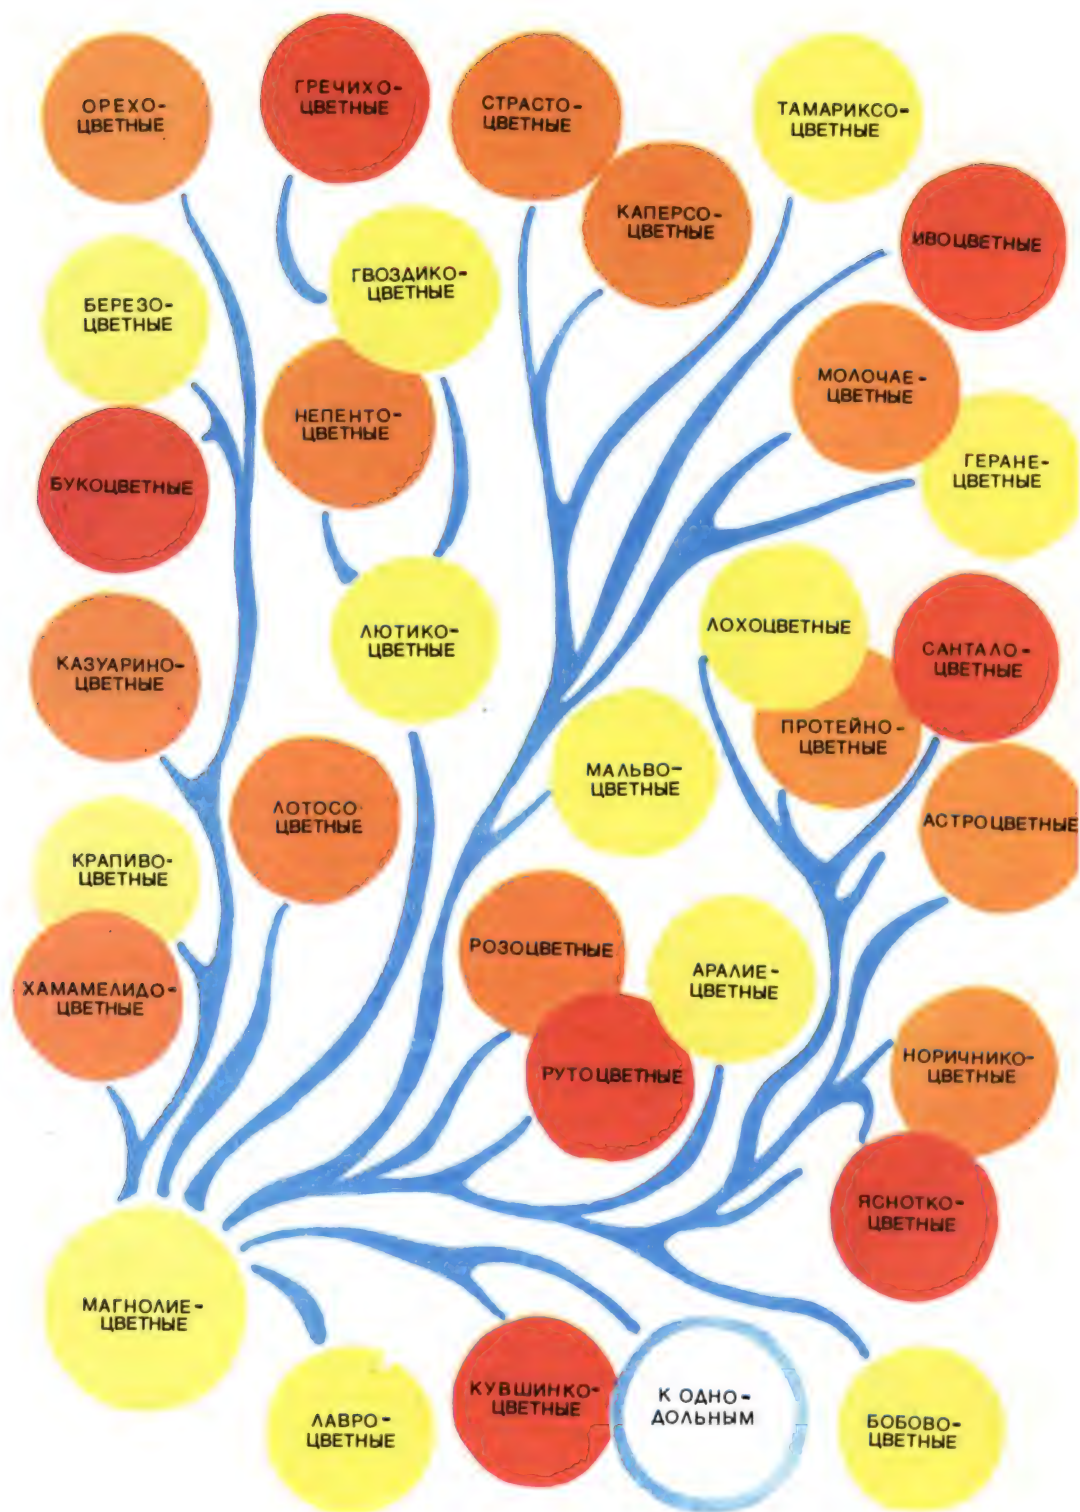 ОРЕХО-
ЦВЕТНЫЕ
ГРЕЧИХО-
ЦВЕТНЫЕ
СТРАСТО-
ЦВЕТНЫЕ
ТАМАРИКСО-
ЦВЕТНЫЕ
КАПЕРСО-
ЦВЕТНЫЕ
ИВОЦВЕТНЫЕ
ГВОЗДИКО-
ЦВЕТНЫЕ
БЕРЕЗО-
ЦВЕТНЫЕ
МОЛОЧАЕ-
ЦВЕТНЫЕ
НЕПЕНТО-
ЦВЕТНЫЕ
ГЕРАНЕ-
ЦВЕТНЫЕ
БУКОЦВЕТНЫЕ
ЛЮТИКО-
ЦВЕТНЫЕ
ЛОХОЦВЕТНЫЕ
САНТАЛО-
ЦВЕТНЫЕ
КАЗУАРИНО-
ЦВЕТНЫЕ
ПРОТЕЙНО-
ЦВЕТНЫЕ
МАЛЬВО-
ЦВЕТНЫЕ
ЛОТОСО-
ЦВЕТНЫЕ
АСТРОЦВЕТНЫЕ
КРАПИВО-
ЦВЕТНЫЕ
РОЗОЦВЕТНЫЕ
АРАЛИЕ-
ЦВЕТНЫЕ
ХАМАМЕЛИДО-
ЦВЕТНЫЕ
РУТОЦВЕТНЫЕ
НОРИЧНИКО-
ЦВЕТНЫЕ
ЯСНОТКО-
ЦВЕТНЫЕ
МАГНОЛИЕ-
ЦВЕТНЫЕ
ЛАВРО-
ЦВЕТНЫЕ
КУВШИНКО-
ЦВЕТНЫЕ
К ОДНО-
ДОЛЬНЫМ
БОБОВО-
ЦВЕТНЫЕ